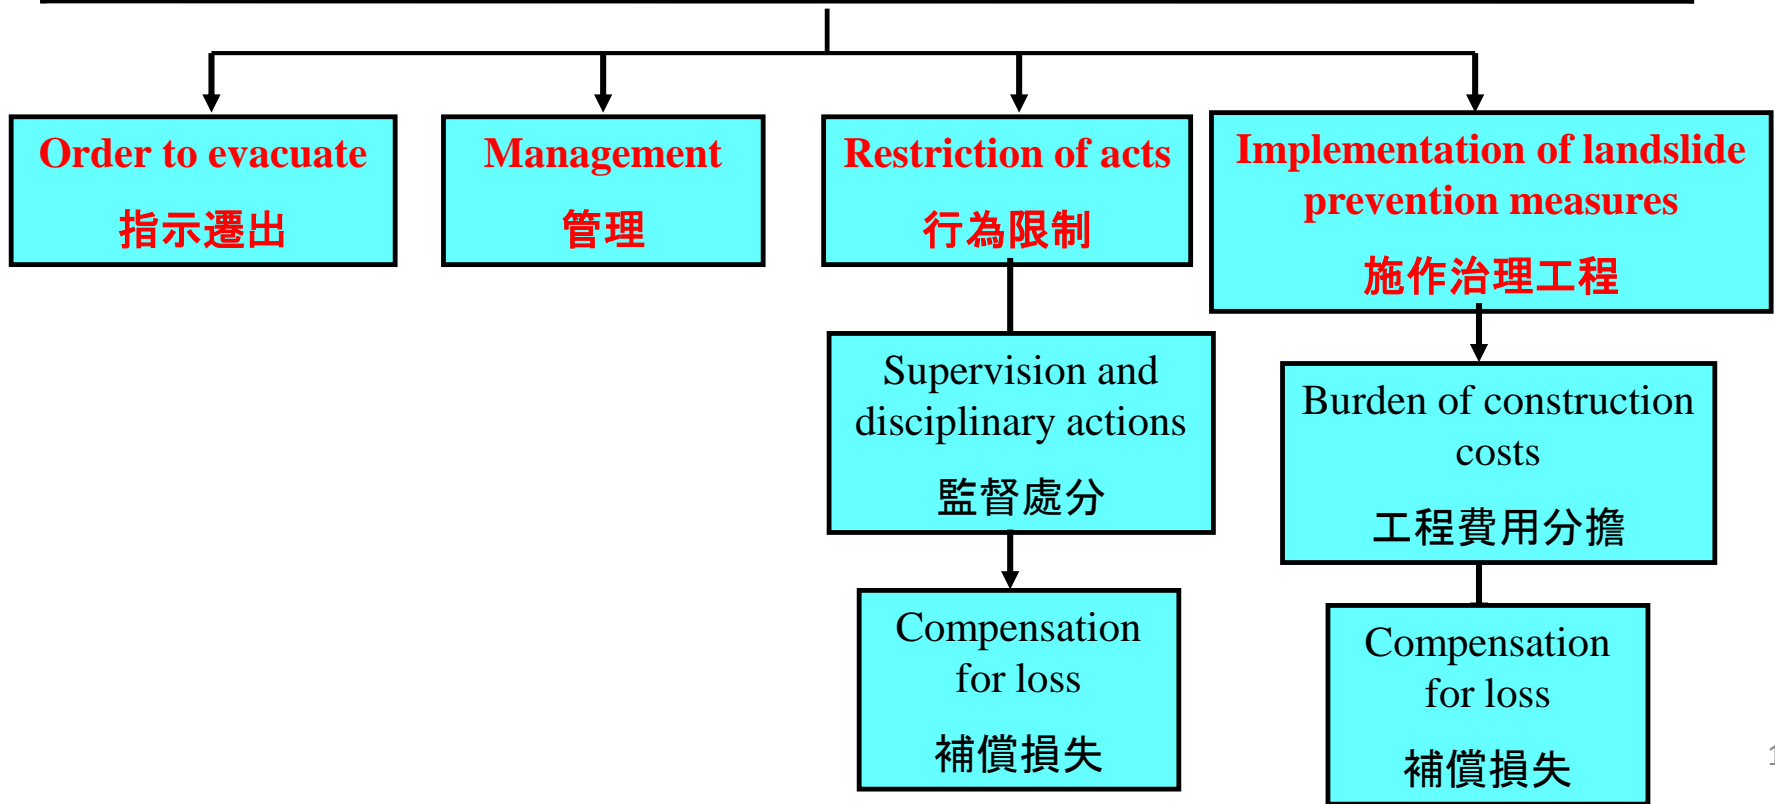 Order to evacuate
指示遷出
Management
管理
Restriction of acts
行為限制
Implementation of landslide
prevention measures
施作治理工程
Supervision and
disciplinary actions
監督處分
Burden of construction
costs
工程費用分擔
Compensation
for loss
補償損失
Compensation
for loss
補償損失